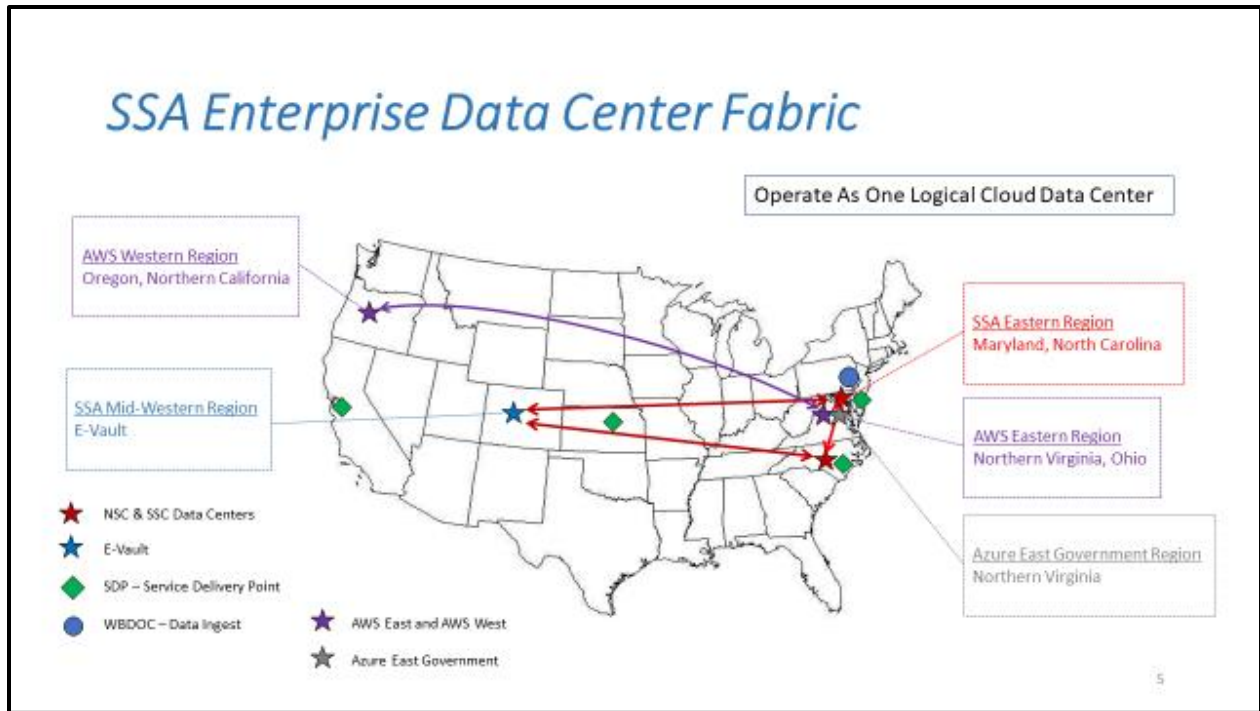 SSA Enterprise Data Center Fabric
Operate As One Logical Cloud Data Center
AWS Western Region
Oregon, Northern California
SSA Eastern Region
Maryland, North Carolina
SSA Mid-Western Region
E-Vault
AWS Eastern Region
Northern Virginia, Ohio
Azure East Government Region
Northern Virginia
NSC & SSC Data Centers
E-Vault
SDP – Service Delivery Point
WBDOC – Data Ingest
AWS East and AWS West
Azure East Government
5